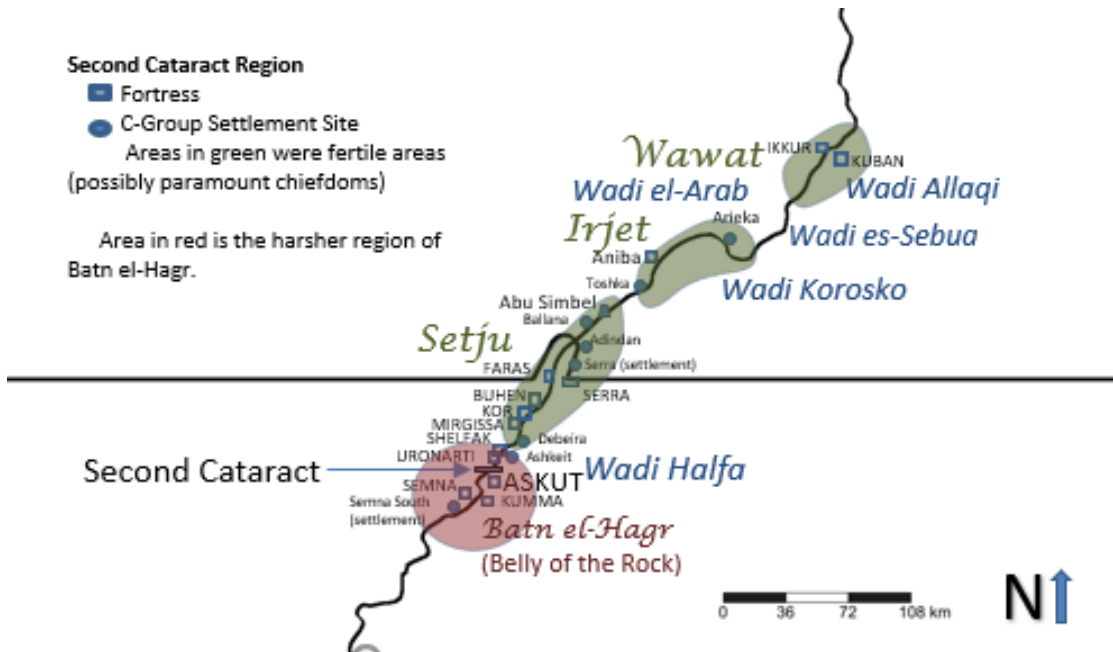 Second Cataract Region
Fortress
C-Group Settlement Site
Areas in green were fertile areas
(possibly paramount chiefdoms)
Area in red is the harsher region of
Batn el-Hagr.
Wawat
IKKUR
KUBAN
Wadi el-Arab
Wadi Allaqi
Irjet
Arieka
Wadi es-Sebua
Aniba
Toshka
Wadi Korosko
Abu Simbel
Ballana
Setju
Adindan
Serra (settlement)
FARAS
SERRA
BUHEN
KOR
MIRGISSA
SHELFAK
Debeira
URONARTI
Ashkeit
Wadi Halfa
Second Cataract
ASKUT
SEMNA
KUMMA
Semna South
(settlement)
Batn el-Hagr
(Belly of the Rock)
0 36 72 108 km
N